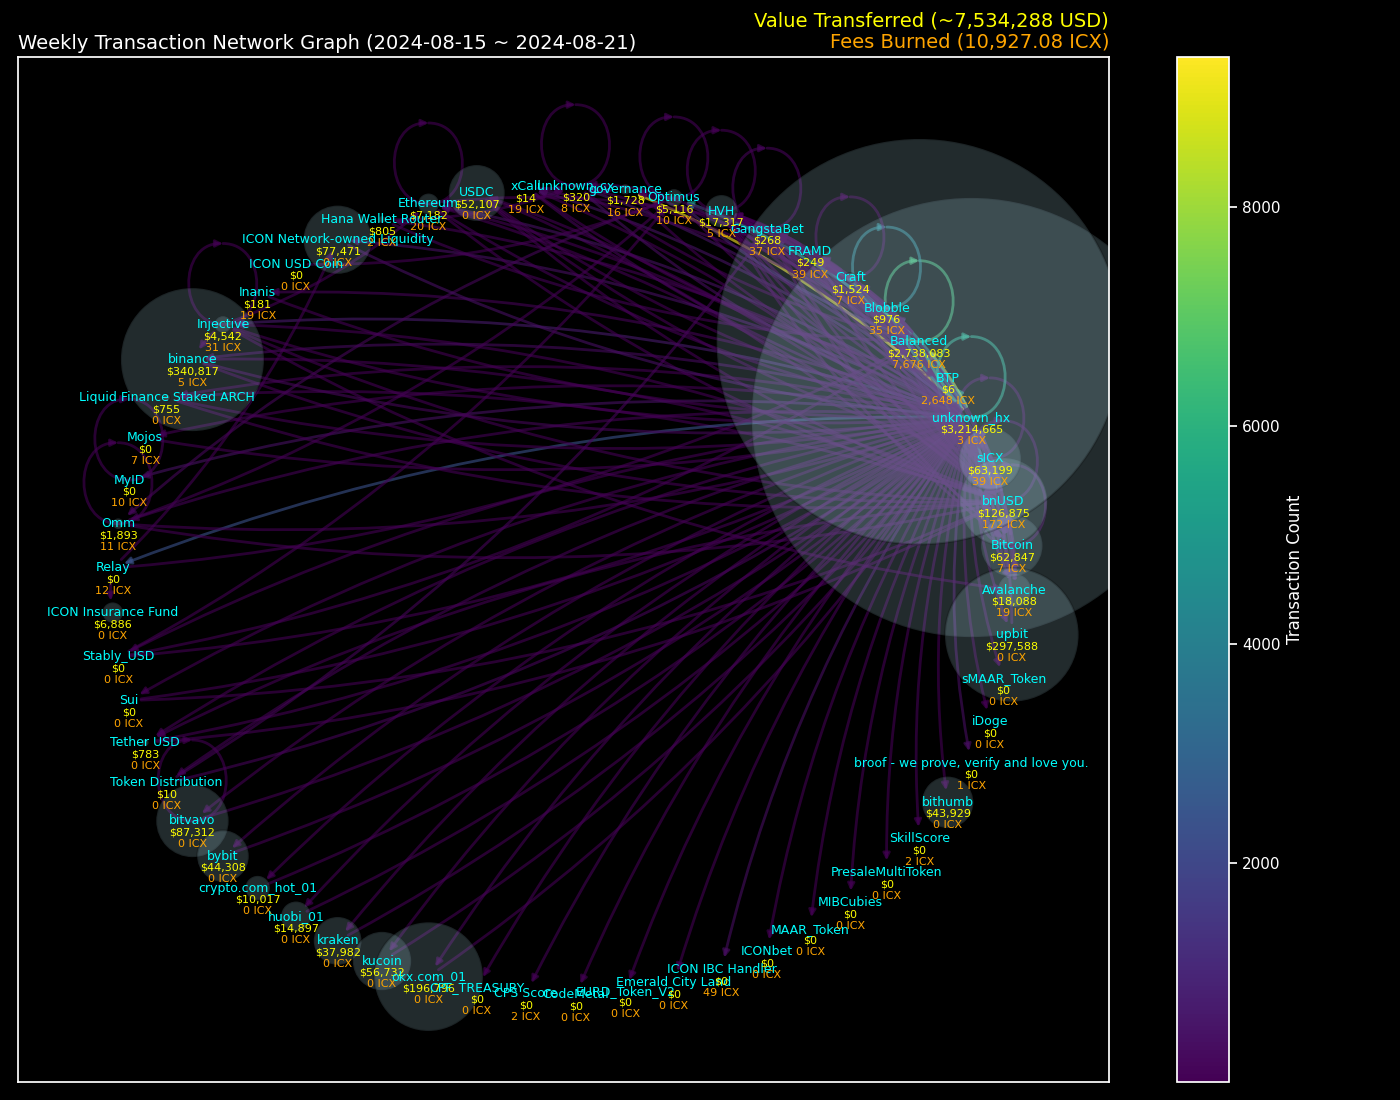 Value Transferred (~7,534,288 USD)
Weekly Transaction Network Graph (2024-08-15 ~ 2024-08-21)
Fees Burned (10,927.08 ICX)
Ethereum
$7,182
20 ICX
USDC
$52,107
0 ICX
xCall
$14
19 ICX
unknown_cx
$320
8 ICX
governance
$1,728
16 ICX
Optimus
$5,116
10 ICX
HVH
$17,317
5 ICX
GangstaBet
$268
37 ICX
FRAMD
$249
39 ICX
Craft
$1,524
7 ICX
Blobble
$976
35 ICX
Balanced
$2,738,083
7,676 ICX
BTP
$6
2,648 ICX
unknown_hx
$3,214,665
3 ICX
sICX
$63,199
39 ICX
bnUSD
$126,875
172 ICX
Bitcoin
$62,847
7 ICX
Avalanche
$18,088
19 ICX
upbit
$297,588
0 ICX
sMAAR_Token
$0
0 ICX
iDoge
$0
0 ICX
broof - we prove, verify and love you.
$0
1 ICX
bithumb
$43,929
0 ICX
SkillScore
$0
2 ICX
PresaleMultiToken
$0
0 ICX
MIBCubies
$0
0 ICX
MAAR_Token
$0
0 ICX
ICONbet
$0
0 ICX
ICON IBC Handler
$0
49 ICX
Emerald City Land
$0
0 ICX
EURD_Token_V2
$0
0 ICX
CodeMetal
$0
0 ICX
CPS Score
$0
2 ICX
$0
0 ICX
okx.com_01
$196,796
0 ICX
kucoin
$56,732
0 ICX
kraken
$37,982
0 ICX
huobi_01
$14,897
0 ICX
crypto.com_hot_01
$10,017
0 ICX
bybit
$44,308
0 ICX
bitvavo
$87,312
0 ICX
Token Distribution
$10
0 ICX
Tether USD
$783
0 ICX
Sui
$0
0 ICX
Stably_USD
$0
0 ICX
ICON Insurance Fund
$6,886
0 ICX
Relay
$0
12 ICX
Omm
$1,893
11 ICX
MyID
$0
10 ICX
Mojos
$0
7 ICX
Liquid Finance Staked ARCH
$755
0 ICX
binance
$340,817
5 ICX
Injective
$4,542
31 ICX
Inanis
$181
19 ICX
ICON USD Coin
$0
0 ICX
ICON Network-owned Liquidity
$77,471
0 ICX
Hana Wallet Router
$805
2 ICX
8000
6000
4000
2000
Transaction Count